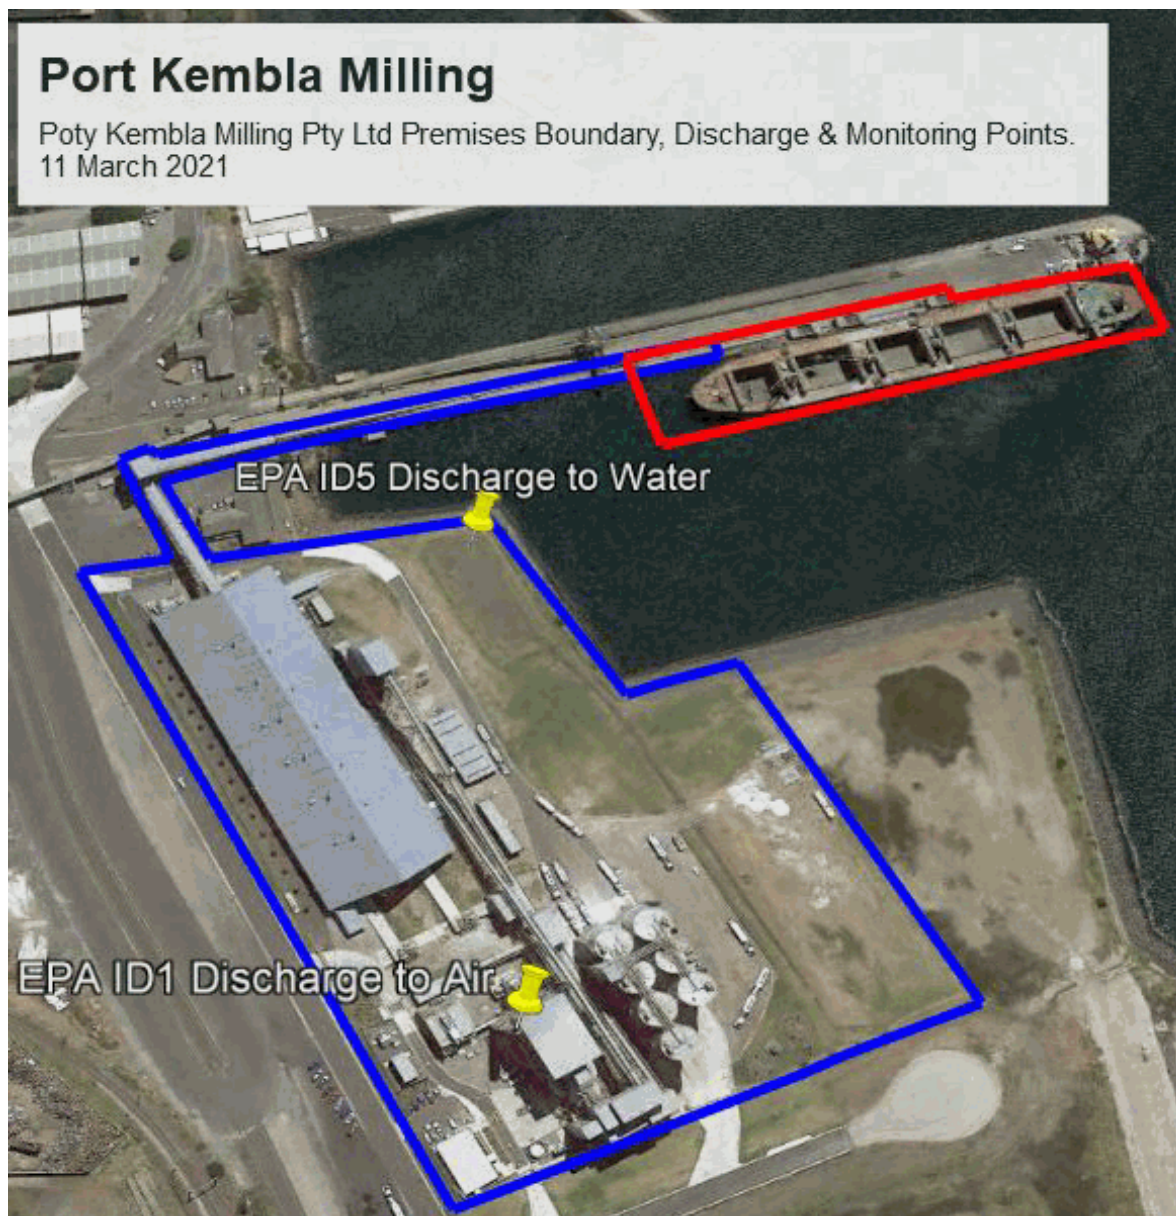 Port Kembla Milling
Poty Kembla Milling Pty Ltd Premises Boundary, Discharge & Monitoring Points.
11 March 2021
EPA ID5 Discharge to Water
EPA ID1 Discharge to Air